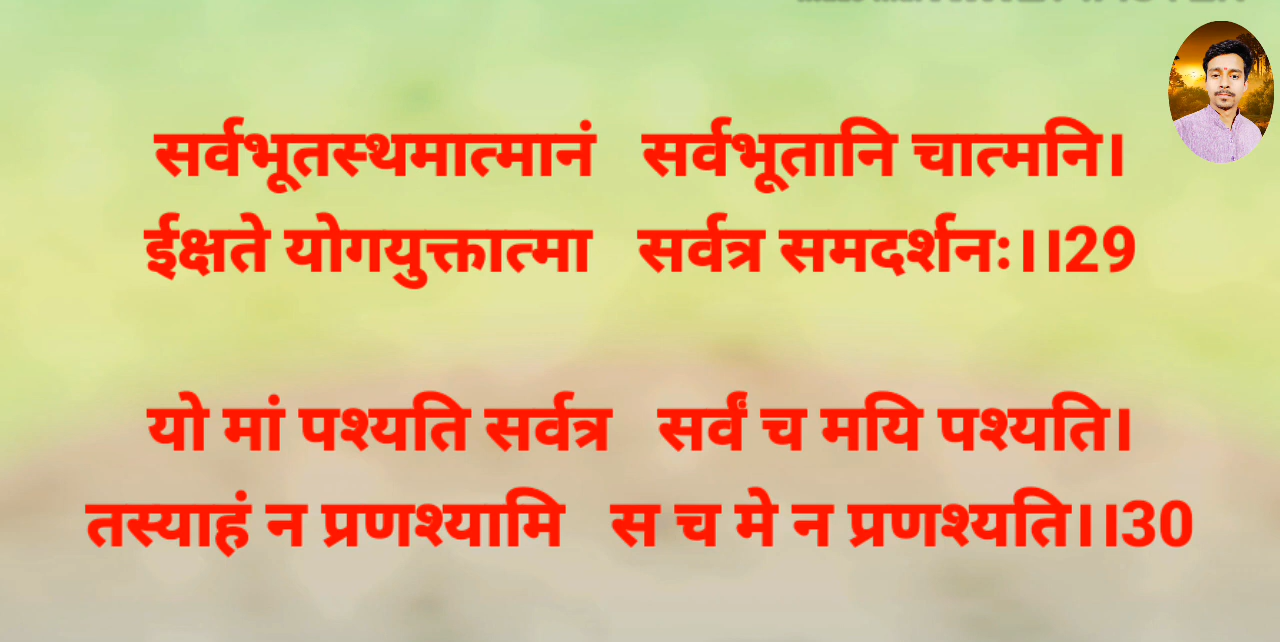 सर्वभूतस्थमात्मानं सर्वभूतानि चात्मनि।
ईक्षते योगयुक्तात्मा सर्वत्र समदर्शनः।।29
यो मां पश्यति सर्वत्र सर्वं च मयि पश्यति।
तस्याहं न प्रणश्यामि स च मे न प्रणश्यति।।30